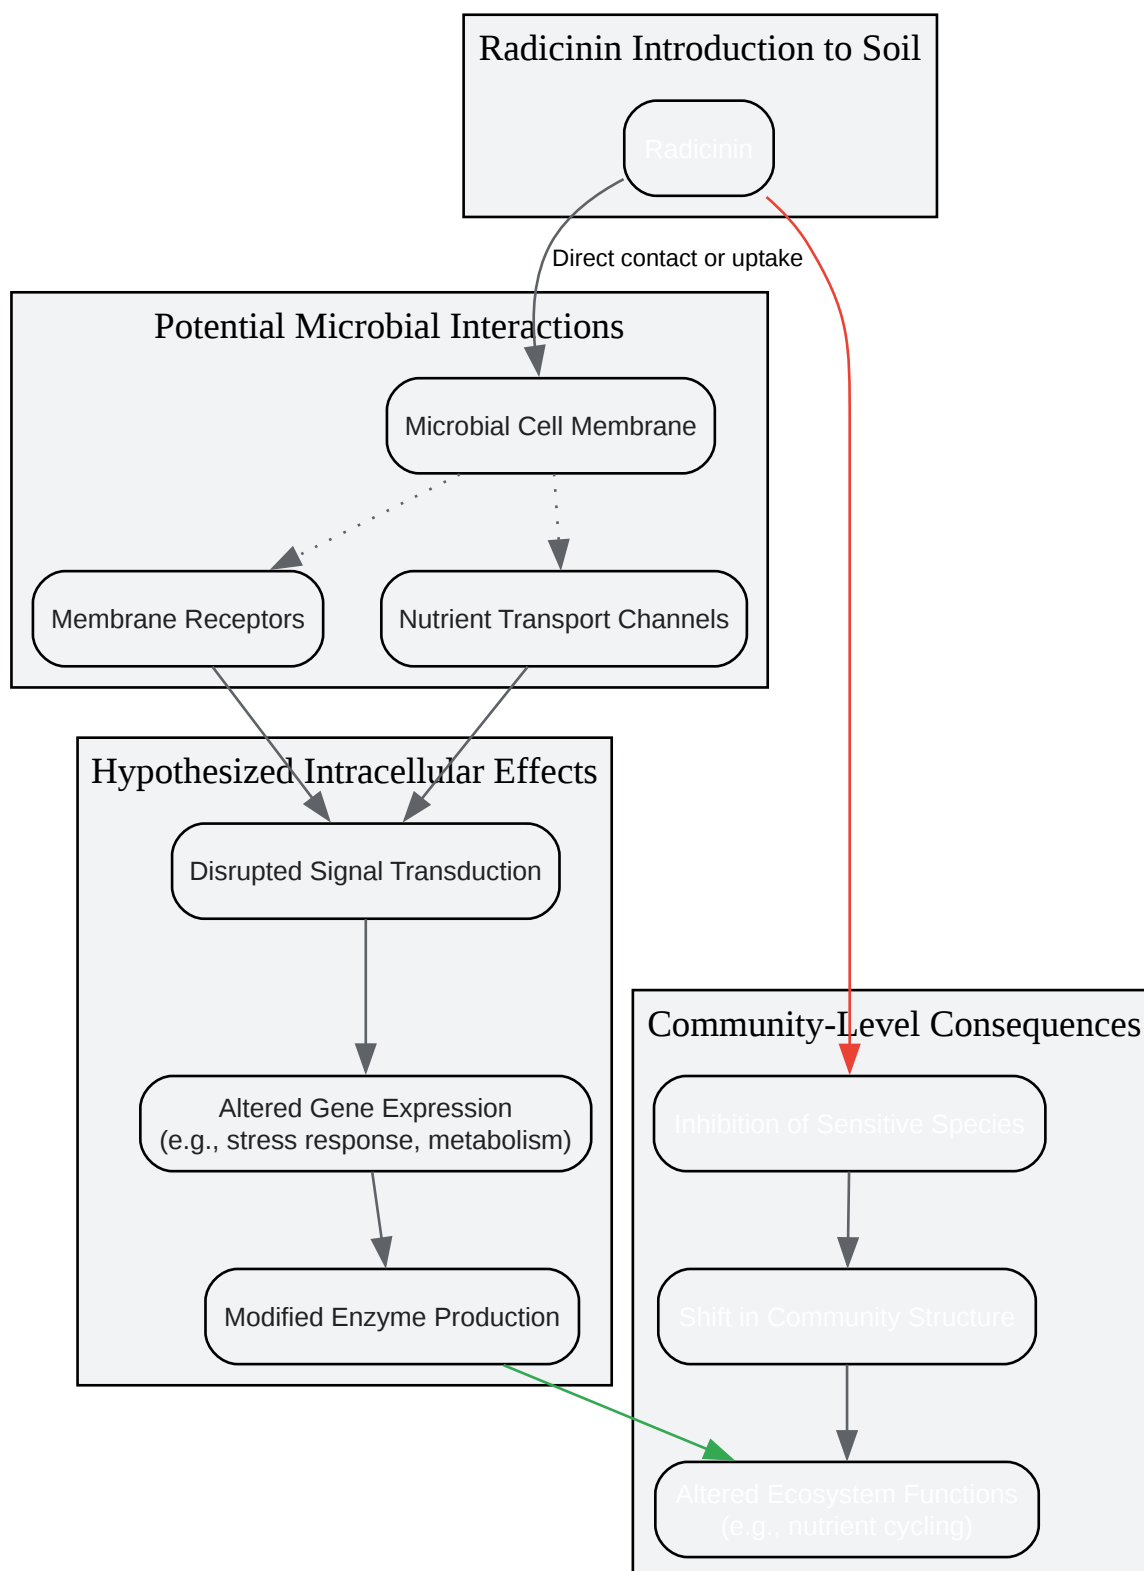 Radicinin Introduction to Soil
Radicinin
Direct contact or uptake
Potential Microbial Interactions
Microbial Cell Membrane
Membrane Receptors
Nutrient Transport Channels
Hypothesized Intracellular Effects
Disrupted Signal Transduction
Altered Gene Expression
(e.g., stress response, metabolism)
Modified Enzyme Production
Community-Level Consequences
Inhibition of Sensitive Species
Shift in Community Structure
Altered Ecosystem Functions
(e.g., nutrient cycling)